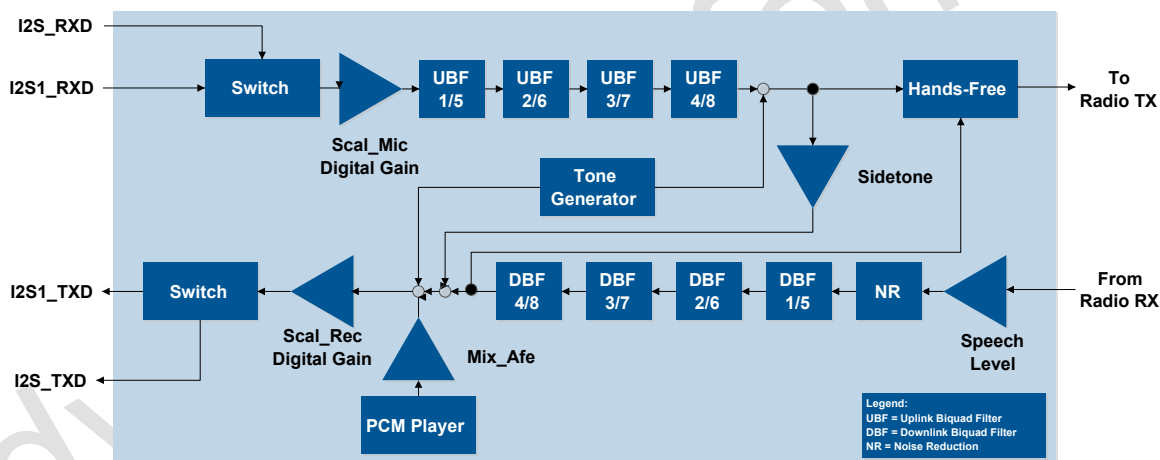 I2S_RXD
I2S1_RXD
Switch
Scal_Mic
Digital Gain
UBF
1/5
UBF
2/6
UBF
3/7
UBF
4/8
Hands-Free
To
Radio TX
Tone
Generator
Sidetone
I2S1_TXD
Switch
I2S_TXD
Scal_Rec
Digital Gain
Mix_Afe
PCM Player
DBF
4/8
DBF
3/7
DBF
2/6
DBF
1/5
NR
Speech
Level
From
Radio RX
Legend:
UBF = Uplink Biquad Filter
DBF = Downlink Biquad Filter
NR = Noise Reduction